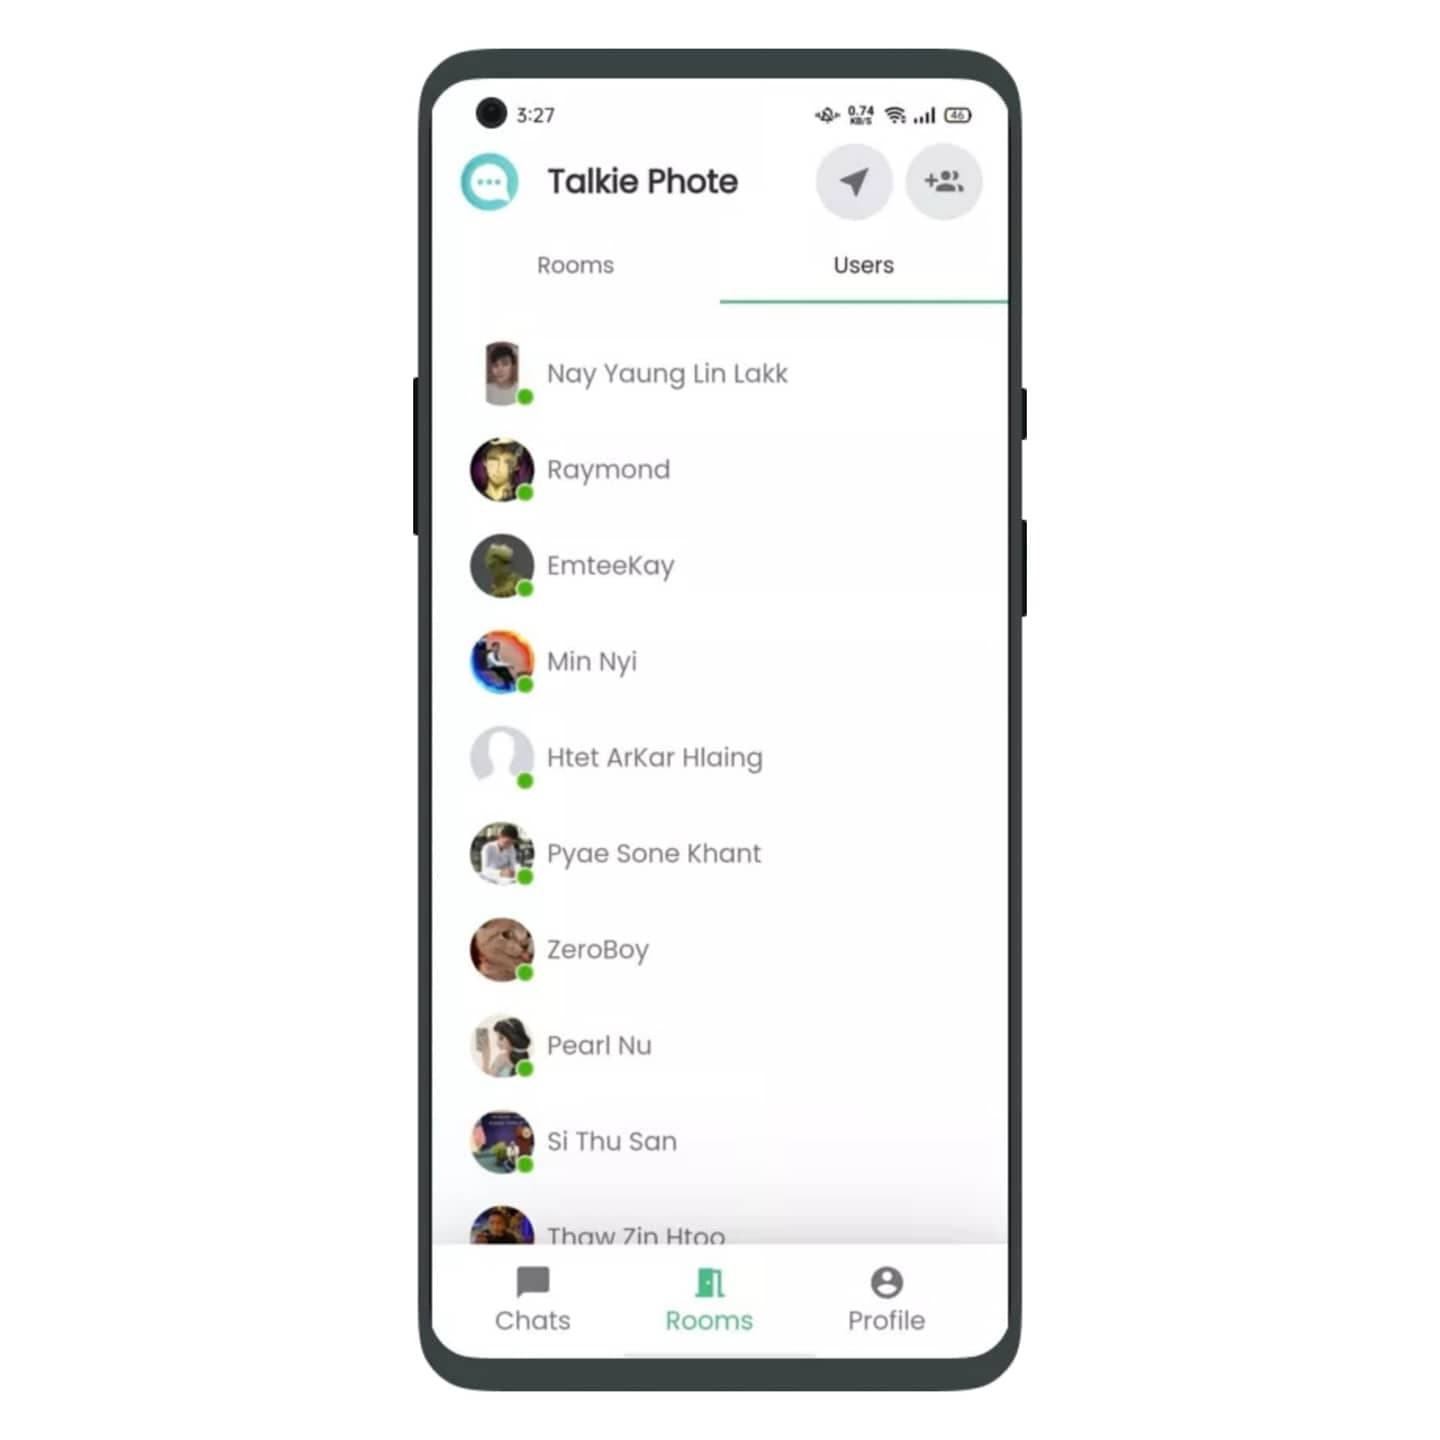 3:27
0.74
KB/S
46
Talkie Phote
Rooms
Users
Nay Yaung Lin Lakk
Raymond
EmteeKay
Min Nyi
Htet ArKar Hlaing
Pyae Sone Khant
ZeroBoy
Pearl Nu
Si Thu San
Thaw Zin Htoo
Chats
Rooms
Profile